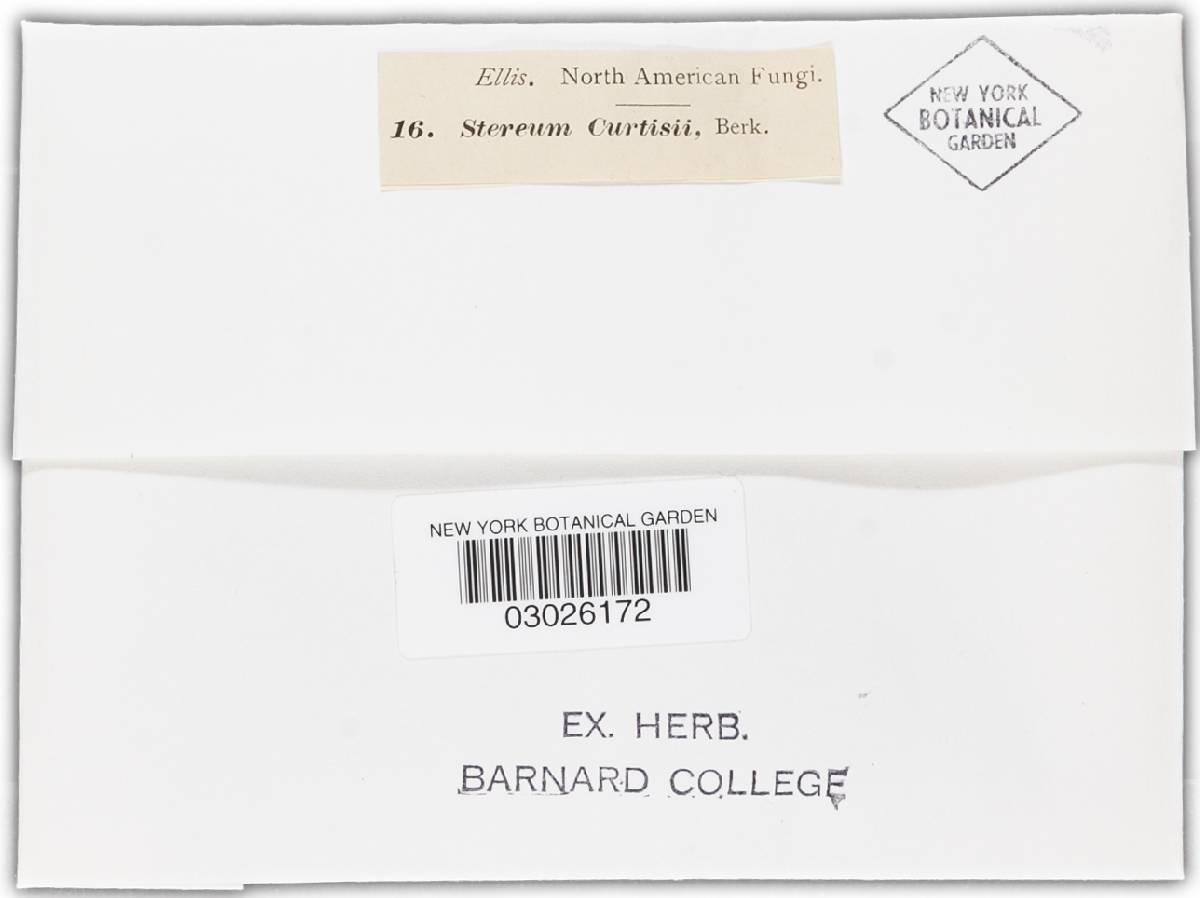 Ellis. North American Fungi.
16. Stereum Curtisii, Berk.
NEW YORK
BOTANICAL
GARDEN
NEW YORK BOTANICAL GARDEN
03026172
EX. HERB.
BARNARD COLLEGE